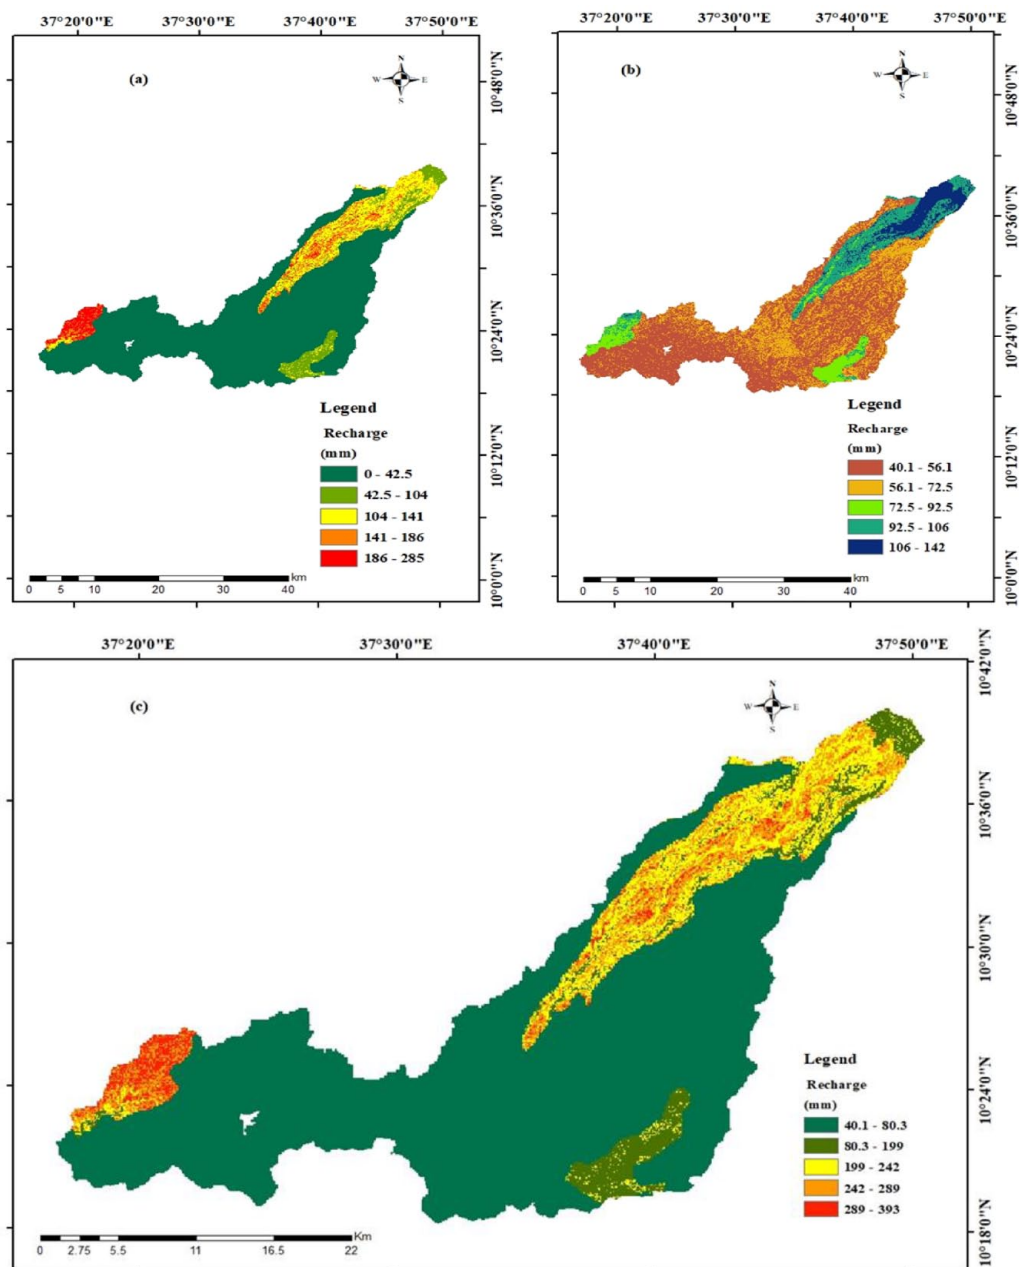 37°20'0"E 37°30'0"E 37°40'0"E 37°50'0"E
(a)
N
W E
S
10°48'0"N
10°36'0"N
10°24'0"N
10°12'0"N
10°0'0"N
Legend
Recharge
(mm)
0 - 42.5
42.5 - 104
104 - 141
141 - 186
186 - 285
km
0 5 10 20 30 40
37°20'0"E 37°30'0"E 37°40'0"E 37°50'0"E
(b)
N
W E
S
10°48'0"N
10°36'0"N
10°24'0"N
10°12'0"N
10°0'0"N
Legend
Recharge
(mm)
40.1 - 56.1
56.1 - 72.5
72.5 - 92.5
92.5 - 106
106 - 142
km
0 5 10 20 30 40
37°20'0"E 37°30'0"E 37°40'0"E 37°50'0"E
(c)
N
W E
S
10°42'0"N
10°36'0"N
10°30'0"N
10°24'0"N
10°18'0"N
Legend
Recharge
(mm)
40.1 - 80.3
80.3 - 199
199 - 242
242 - 289
289 - 393
Km
0 2.75 5.5 11 16.5 22